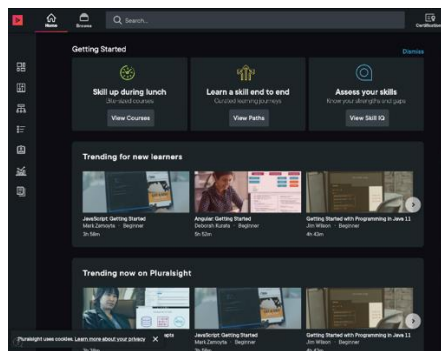 Home
Browse
Search...
Certification
Getting Started
Dismiss
Skill up during lunch
Bite-sized courses
View Courses
Learn a skill end to end
Curated learning journeys
View Paths
Assess your skills
Know your strengths and gaps
View Skill IQ
Trending for new learners
JavaScript: Getting Started
Mark Zamoyta · Beginner
3h 58m
Angular: Getting Started
Deborah Kurata · Beginner
5h 52m
Getting Started with Programming in Java 11
Jim Wilson · Beginner
4h 43m
Trending now on Pluralsight
JavaScript: Getting Started
Mark Zamoyta · Beginner
Getting Started with Programming in Java 11
Jim Wilson · Beginner
Pluralsight uses cookies. Learn more about your privacy X